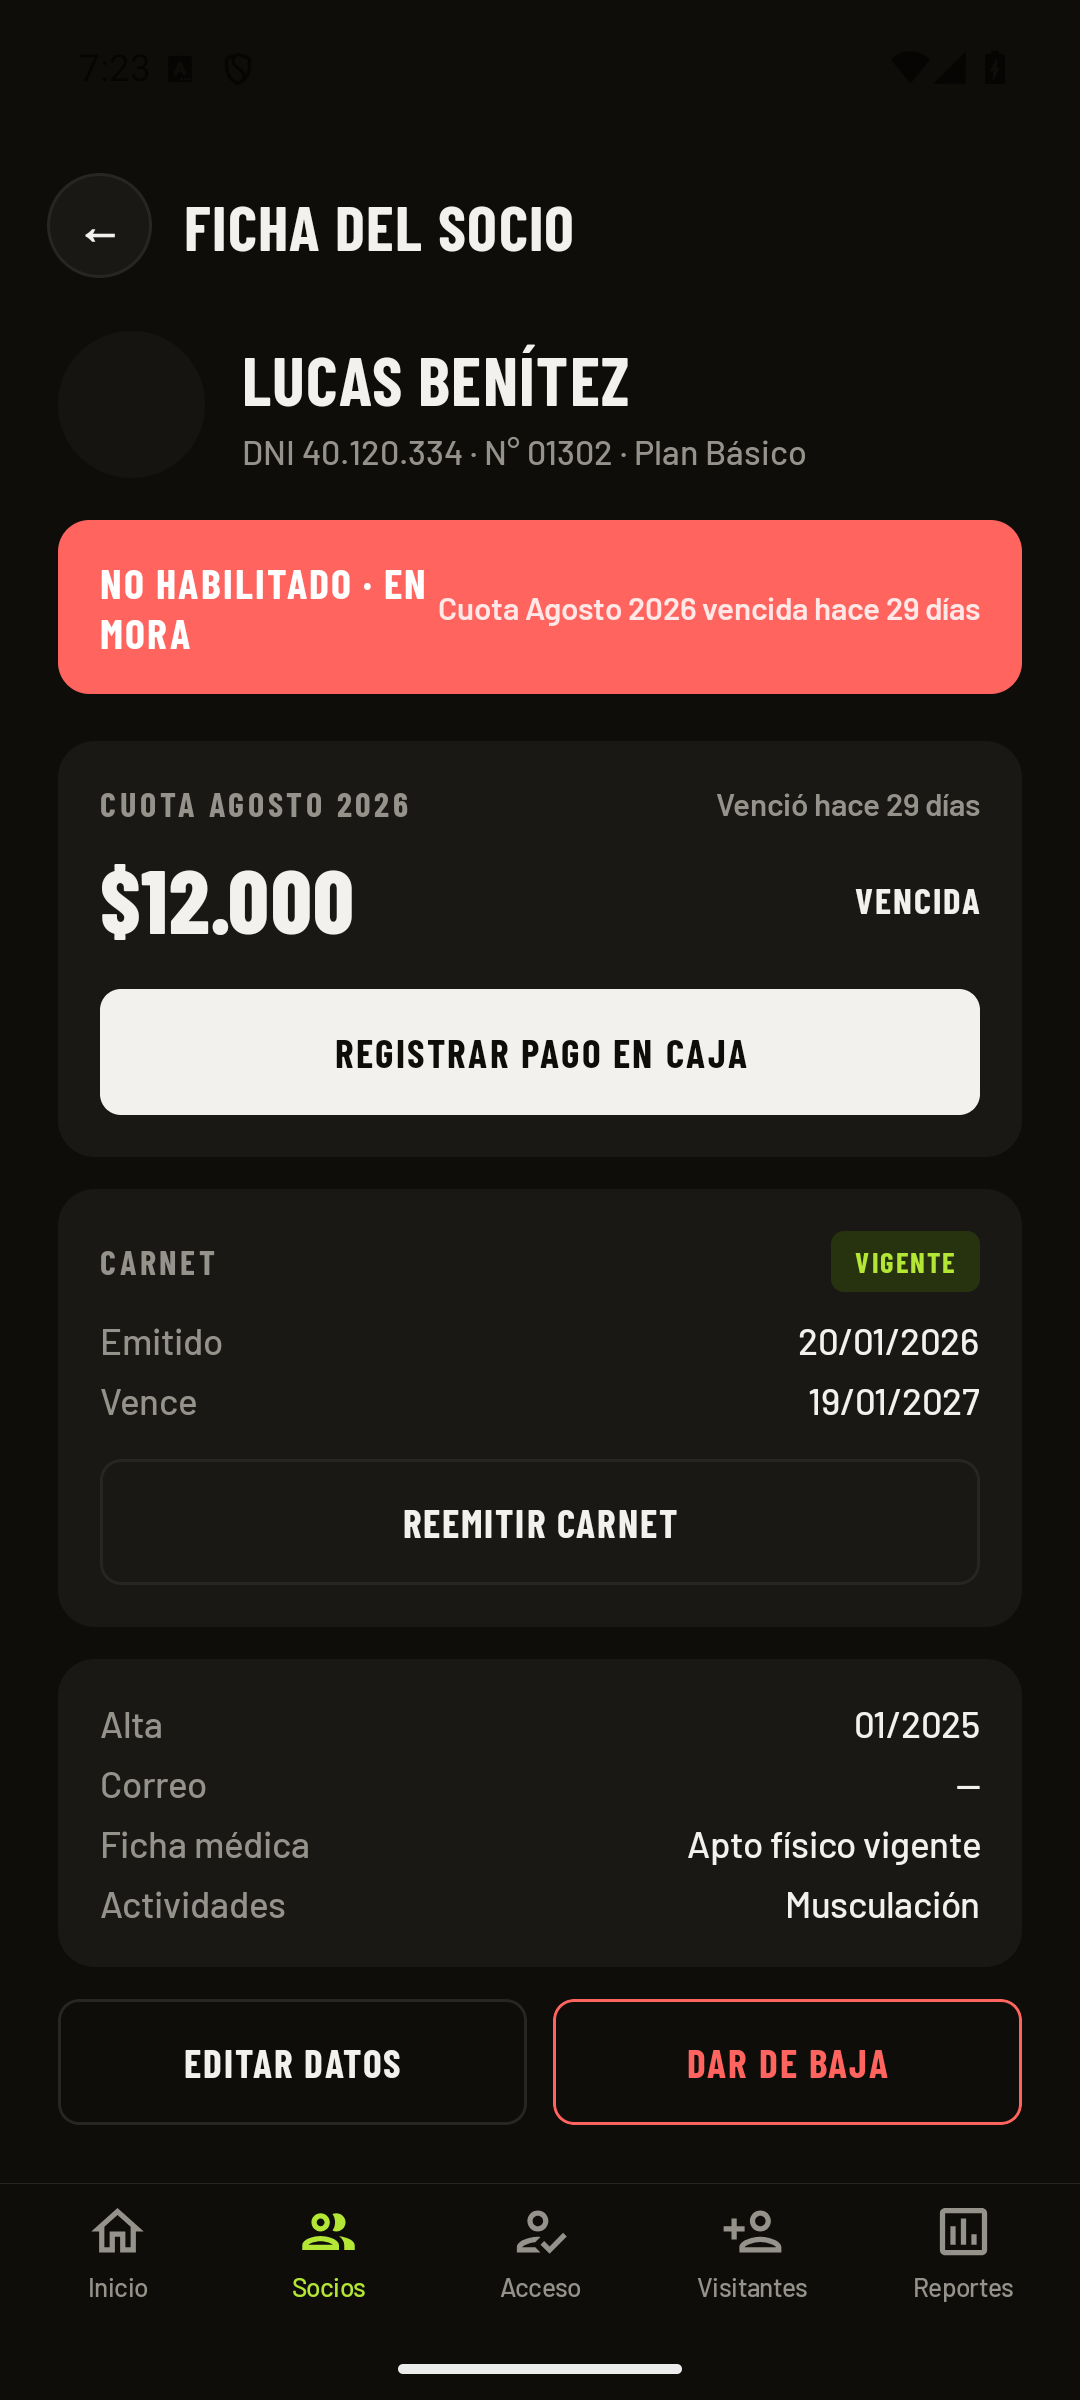 7:23
FICHA DEL SOCIO
LUCAS BENÍTEZ
DNI 40.120.334 · N° 01302 · Plan Básico
NO HABILITADO · EN
MORA
Cuota Agosto 2026 vencida hace 29 días
CUOTA AGOSTO 2026
Venció hace 29 días
$12.000
VENCIDA
REGISTRAR PAGO EN CAJA
CARNET
VIGENTE
Emitido
20/01/2026
Vence
19/01/2027
REEMITIR CARNET
Alta
01/2025
Correo
—
Ficha médica
Apto físico vigente
Actividades
Musculación
EDITAR DATOS
DAR DE BAJA
Inicio
Socios
Acceso
Visitantes
Reportes